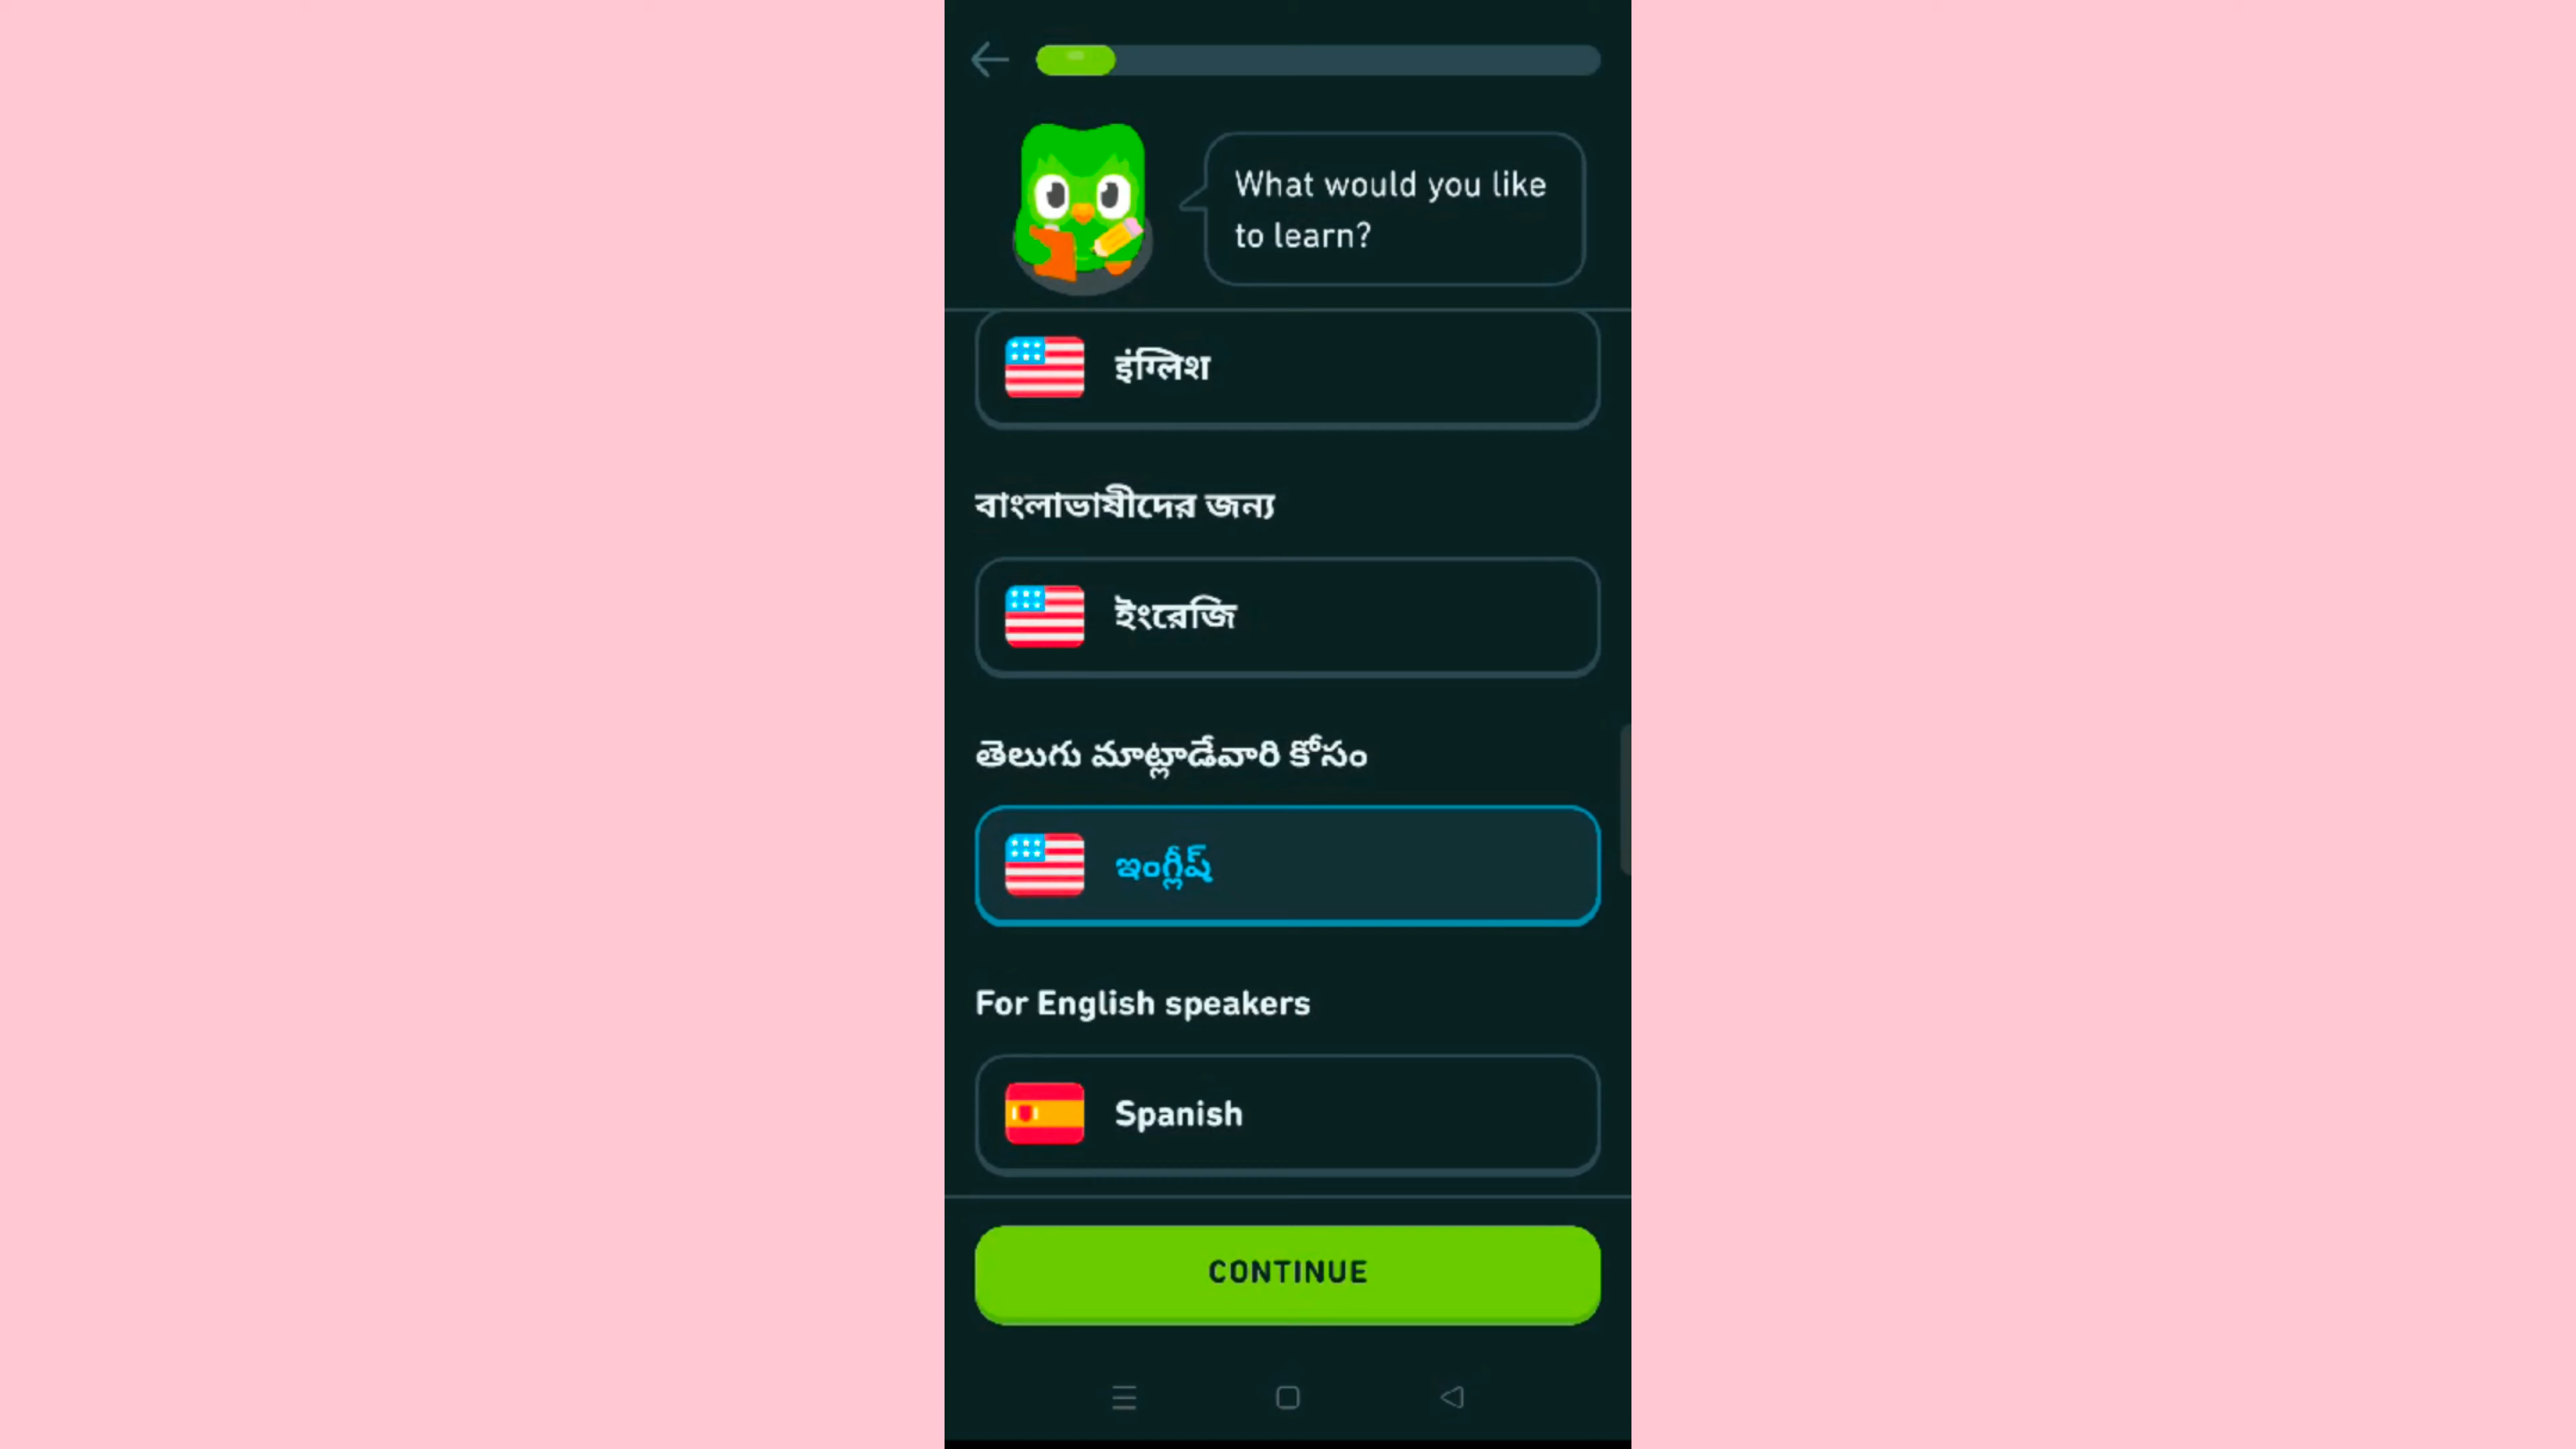 What would you like
to learn?
इंग्लिश
বাংলাভাষীদের জন্য
ইংরেজি
తెలుగు మాట్లాడేవారి కోసం
ఇంగ్లీష్
For English speakers
Spanish
CONTINUE